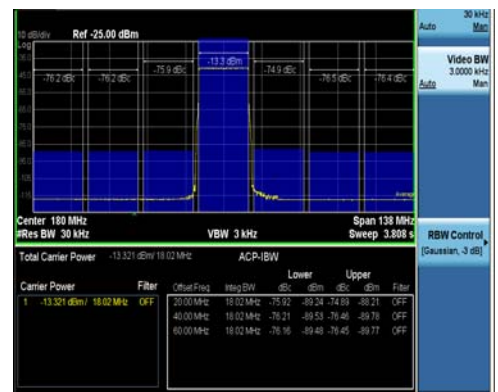 30 kHz
Auto Man
10 dB/div Ref -25.00 dBm
Log
-13.3 dBm
-76.2 dBc -76.2 dBc -75.9 dBc -74.9 dBc -76.5 dBc -76.4 dBc
Video BW
3.0000 kHz
Auto Man
Average
Center 180 MHz Span 138 MHz
#Res BW 30 kHz VBW 3 kHz Sweep 3.808 s
RBW Control
[Gaussian, -3 dB]
Total Carrier Power -13.321 dBm/ 18.02 MHz ACP-IBW
Lower Upper
Carrier Power Filter Offset Freq Integ BW dBc dBm dBc dBm Filter
1 -13.321 dBm / 18.02 MHz OFF 20.00 MHz 18.02 MHz -75.92 -89.24 -74.89 -88.21 OFF
40.00 MHz 18.02 MHz -76.21 -89.53 -76.46 -89.78 OFF
60.00 MHz 18.02 MHz -76.16 -89.48 -76.45 -89.77 OFF